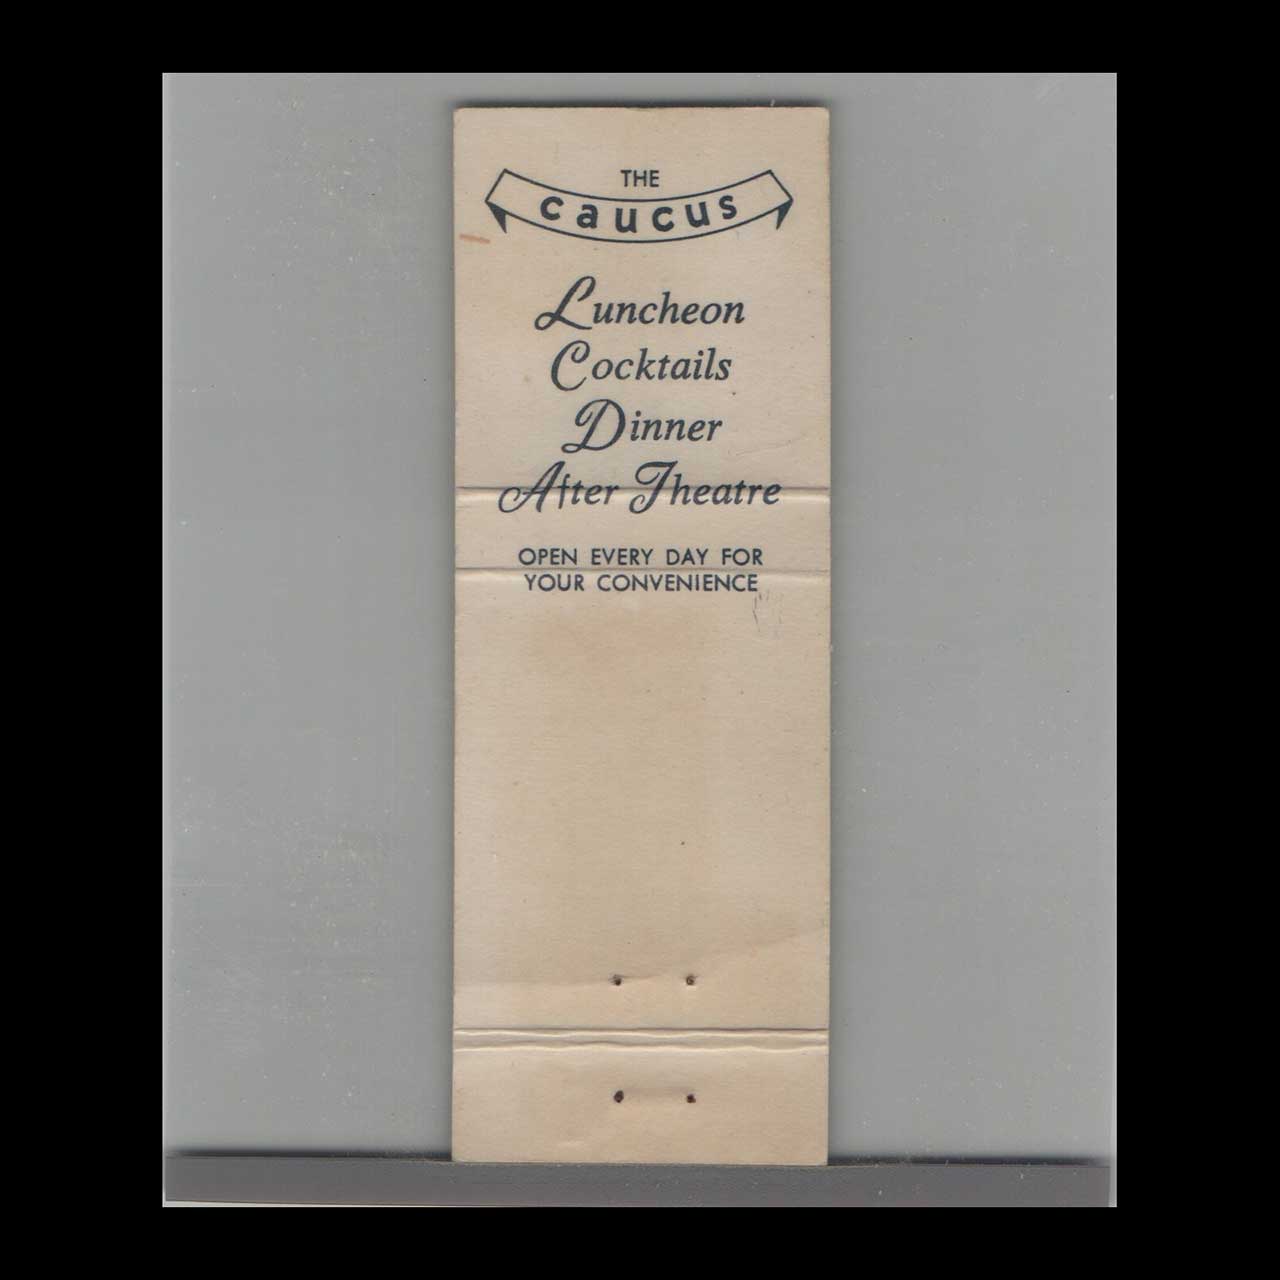 THE
caucus
Luncheon
Cocktails
Dinner
After Theatre
OPEN EVERY DAY FOR
YOUR CONVENIENCE